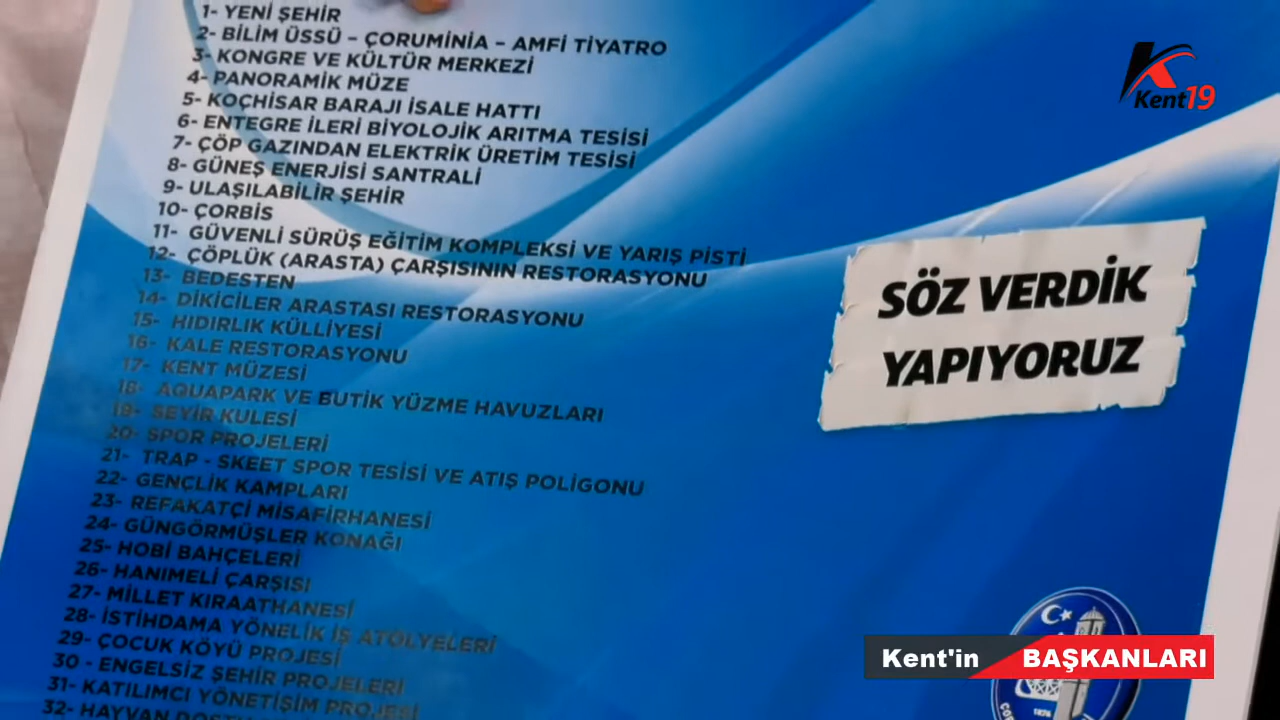 1- YENİ ŞEHİR
2- BİLİM ÜSSÜ – ÇORUMİNİA – AMFİ TİYATRO
3- KONGRE VE KÜLTÜR MERKEZİ
4- PANORAMİK MÜZE
5- KOÇHİSAR BARAJI İSALE HATTI
6- ENTEGRE İLERİ BİYOLOJİK ARITMA TESİSİ
7- ÇÖP GAZINDAN ELEKTRİK ÜRETİM TESİSİ
8- GÜNEŞ ENERJİSİ SANTRALİ
9- ULAŞILABİLİR ŞEHİR
10- ÇORBİS
11- GÜVENLİ SÜRÜŞ EĞİTİM KOMPLEKSİ VE YARIŞ PİSTİ
12- ÇÖPLÜK (ARASTA) ÇARŞISININ RESTORASYONU
13- BEDESTEN
14- DİKİCİLER ARASTASI RESTORASYONU
15- HIDIRLIK KÜLLİYESİ
16- KALE RESTORASYONU
17- KENT MÜZESİ
18- AQUAPARK VE BUTİK YÜZME HAVUZLARI
19- SEYİR KULESİ
20- SPOR PROJELERİ
21- TRAP - SKEET SPOR TESİSİ VE ATIŞ POLİGONU
22- GENÇLİK KAMPLARI
23- REFAKATÇİ MİSAFİRHANESİ
24- GÜNGÖRMÜŞLER KONAĞI
25- HOBİ BAHÇELERİ
26- HANIMELİ ÇARŞISI
27- MİLLET KIRAATHANESİ
28- İSTİHDAMA YÖNELİK İŞ ATOLYELERİ
29- ÇOCUK KÖYÜ PROJESİ
30 - ENGELSİZ ŞEHİR PROJELERİ
31- KATILIMCI YÖNETİŞİM PROJESİ
32- HAYVAN
Kent19
SÖZ VERDİK
YAPIYORUZ
Kent'in BAŞKANLARI